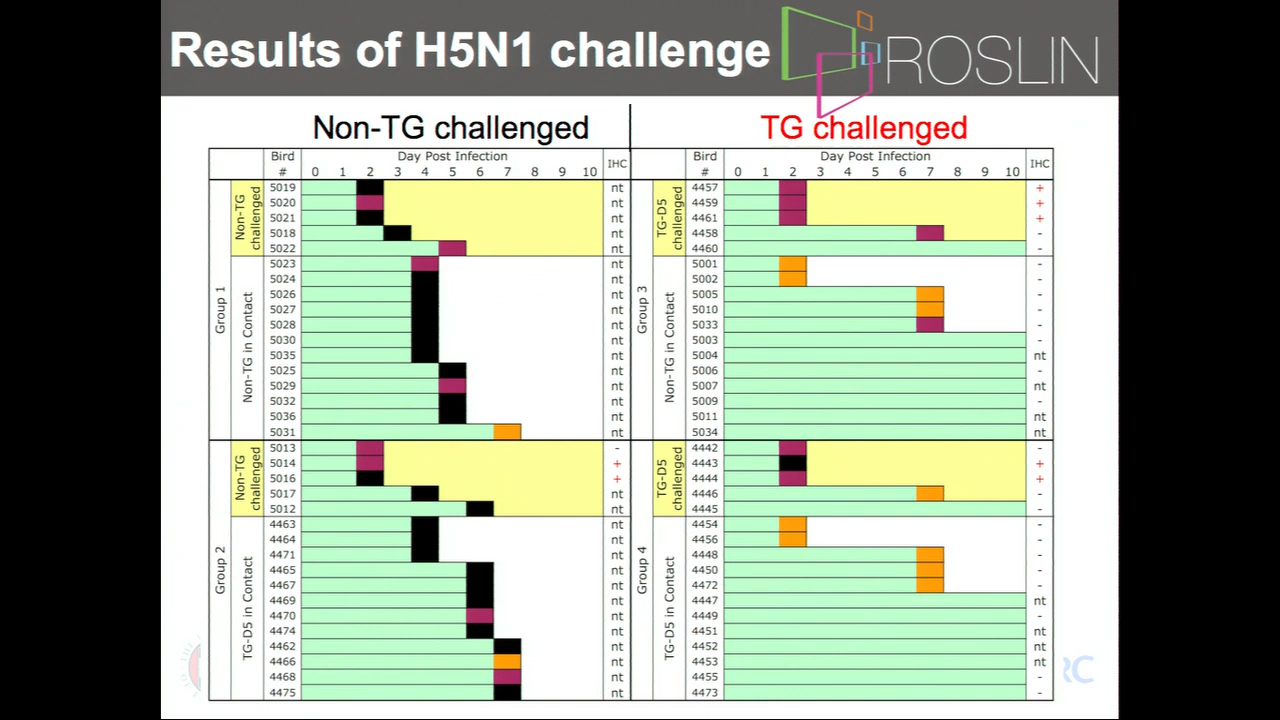 Results of H5N1 challenge
ROSLIN
Non-TG challenged
Bird # Day Post Infection IHC
0 1 2 3 4 5 6 7 8 9 10
Group 1
Non-TG challenged
5019 nt
5020 nt
5021 nt
5018 nt
5022 nt
Non-TG in Contact
5023 nt
5024 nt
5026 nt
5027 nt
5028 nt
5030 nt
5035 nt
5025 nt
5029 nt
5032 nt
5036 nt
5031 nt
Group 2
Non-TG challenged
5013 -
5014 +
5016 +
5017 nt
5012 nt
TG-D5 in Contact
4463 nt
4464 nt
4471 nt
4465 nt
4467 nt
4469 nt
4470 nt
4474 nt
4462 nt
4466 nt
4468 nt
4475 nt
TG challenged
Bird # Day Post Infection IHC
0 1 2 3 4 5 6 7 8 9 10
Group 3
TG-D5 challenged
4457 +
4459 +
4461 +
4458 -
4460 -
Non-TG in Contact
5001 -
5002 -
5005 -
5010 -
5033 -
5003 -
5004 nt
5006 -
5007 nt
5009 -
5011 nt
5034 nt
Group 4
TG-D5 challenged
4442 -
4443 +
4444 +
4446 -
4445 -
TG-D5 in Contact
4454 -
4456 -
4448 -
4450 -
4472 -
4447 nt
4449 -
4451 nt
4452 nt
4453 nt
4455 -
4473 -
RC